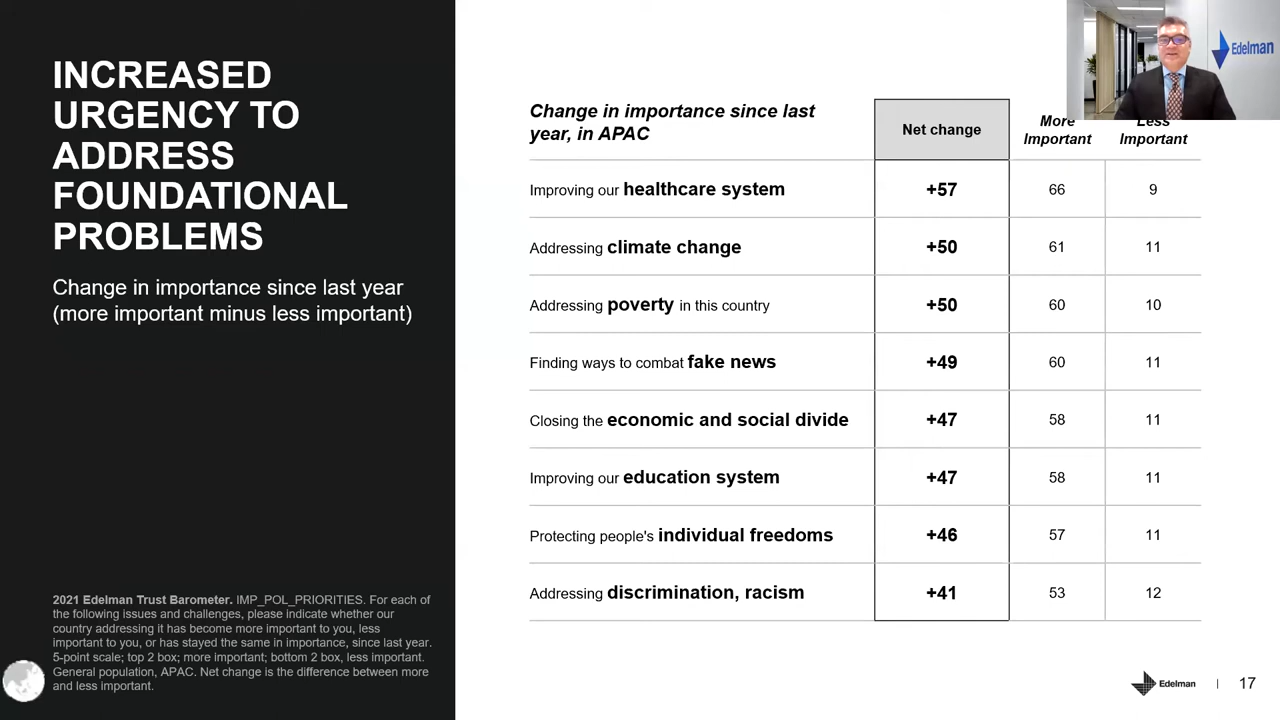 INCREASED
URGENCY TO
ADDRESS
FOUNDATIONAL
PROBLEMS
Change in importance since last year
(more important minus less important)
2021 Edelman Trust Barometer. IMP_POL_PRIORITIES. For each of
the following issues and challenges, please indicate whether our
country addressing it has become more important to you, less
important to you, or has stayed the same in importance, since last year.
5-point scale; top 2 box; more important; bottom 2 box, less important.
General population, APAC. Net change is the difference between more
and less important.
Edelman
Change in importance since last
year, in APAC
Net change
More
Important
Less
Important
Improving our healthcare system +57 66 9
Addressing climate change +50 61 11
Addressing poverty in this country +50 60 10
Finding ways to combat fake news +49 60 11
Closing the economic and social divide +47 58 11
Improving our education system +47 58 11
Protecting people's individual freedoms +46 57 11
Addressing discrimination, racism +41 53 12
Edelman | 17